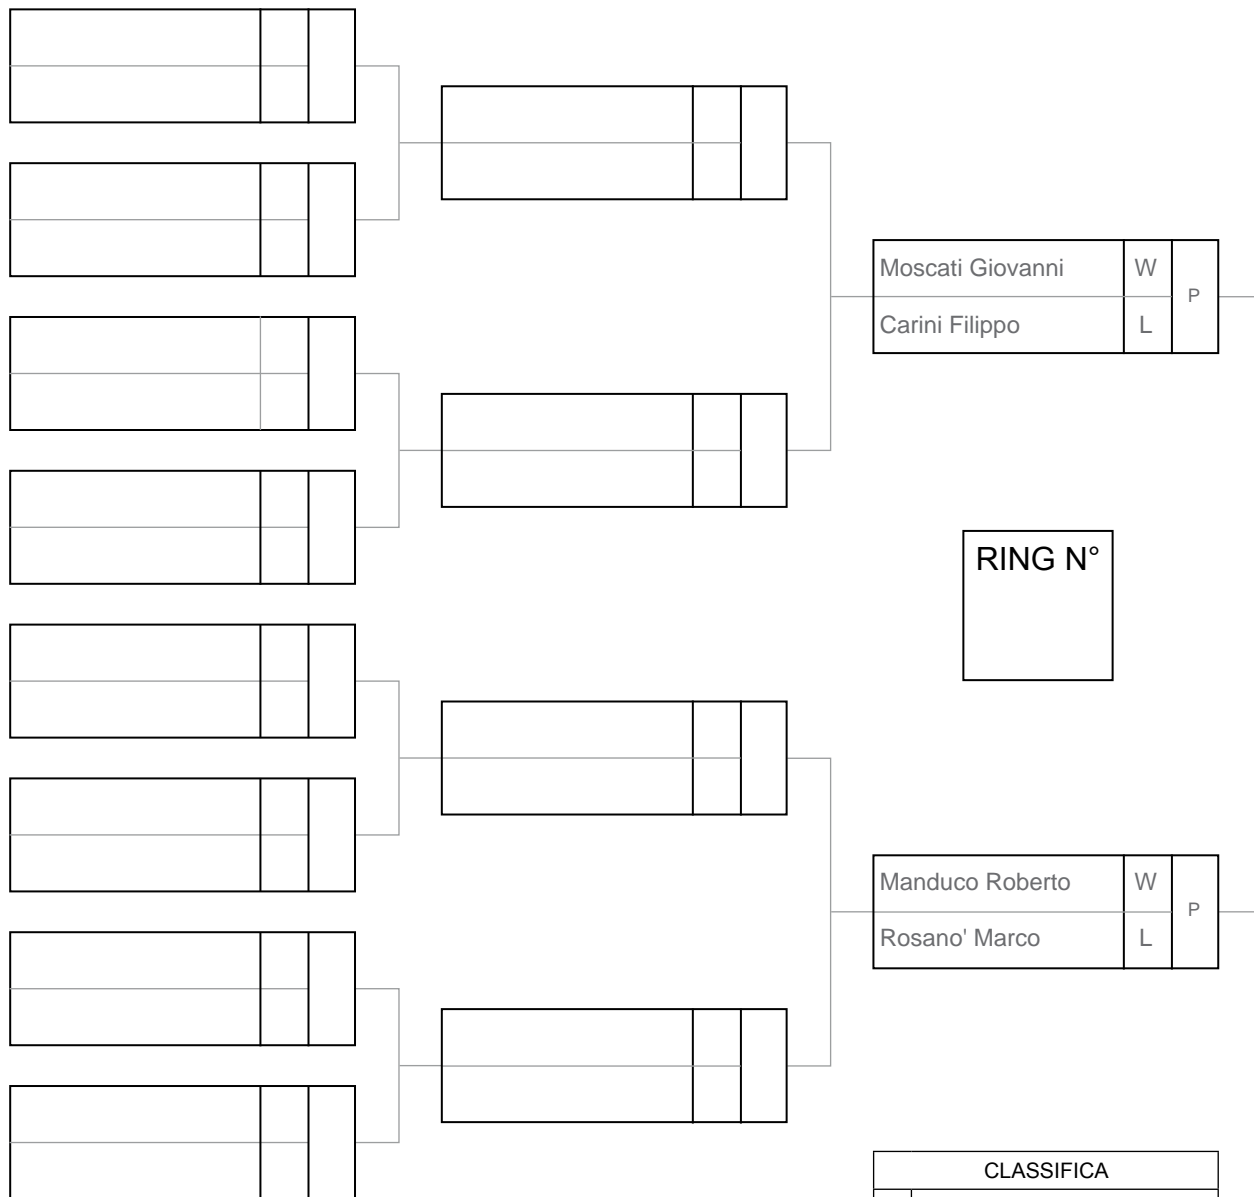 Moscati Giovanni W
P
Carini Filippo L
RING N°
Manduco Roberto W
P
Rosano' Marco L
CLASSIFICA